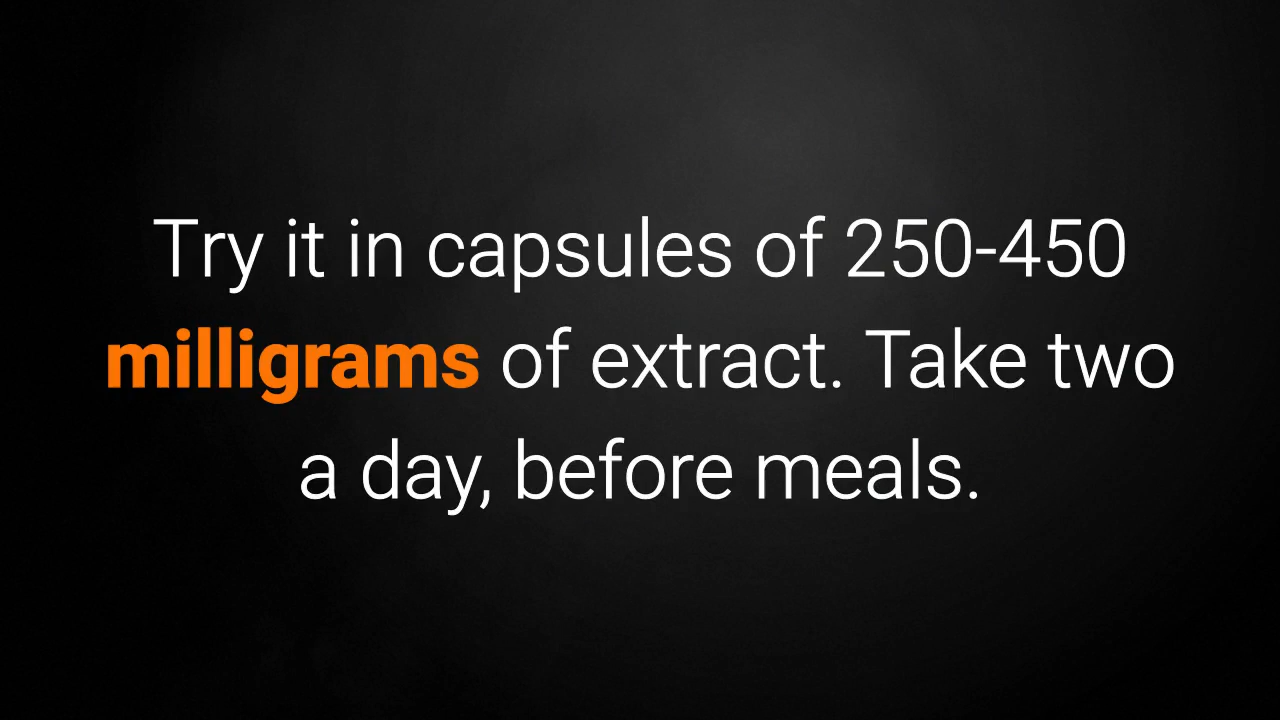 Try it in capsules of 250-450
milligrams of extract. Take two
a day, before meals.